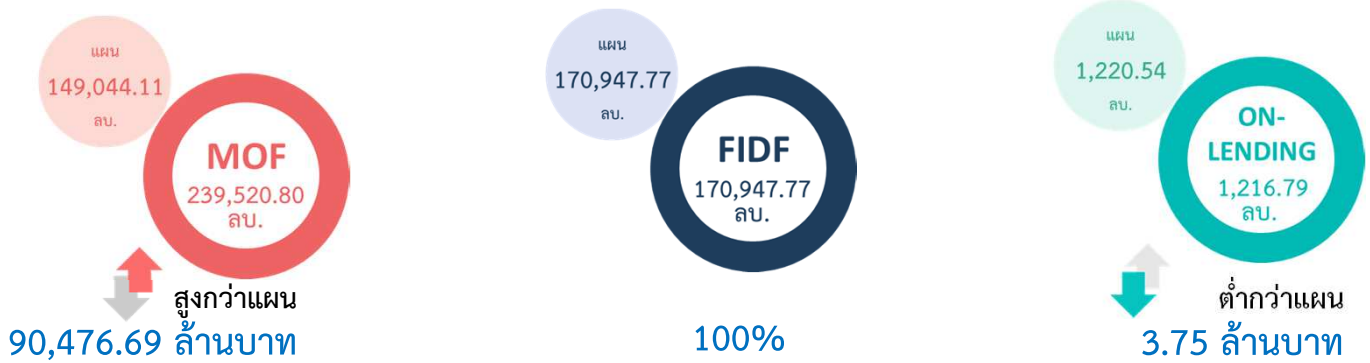 แผน
149,044.11
ลบ.
MOF
239,520.80
ลบ.
สูงกว่าแผน
90,476.69 ล้านบาท
แผน
170,947.77
ลบ.
FIDF
170,947.77
ลบ.
100%
แผน
1,220.54
ลบ.
ON-
LENDING
1,216.79
ลบ.
ต่ำกว่าแผน
3.75 ล้านบาท